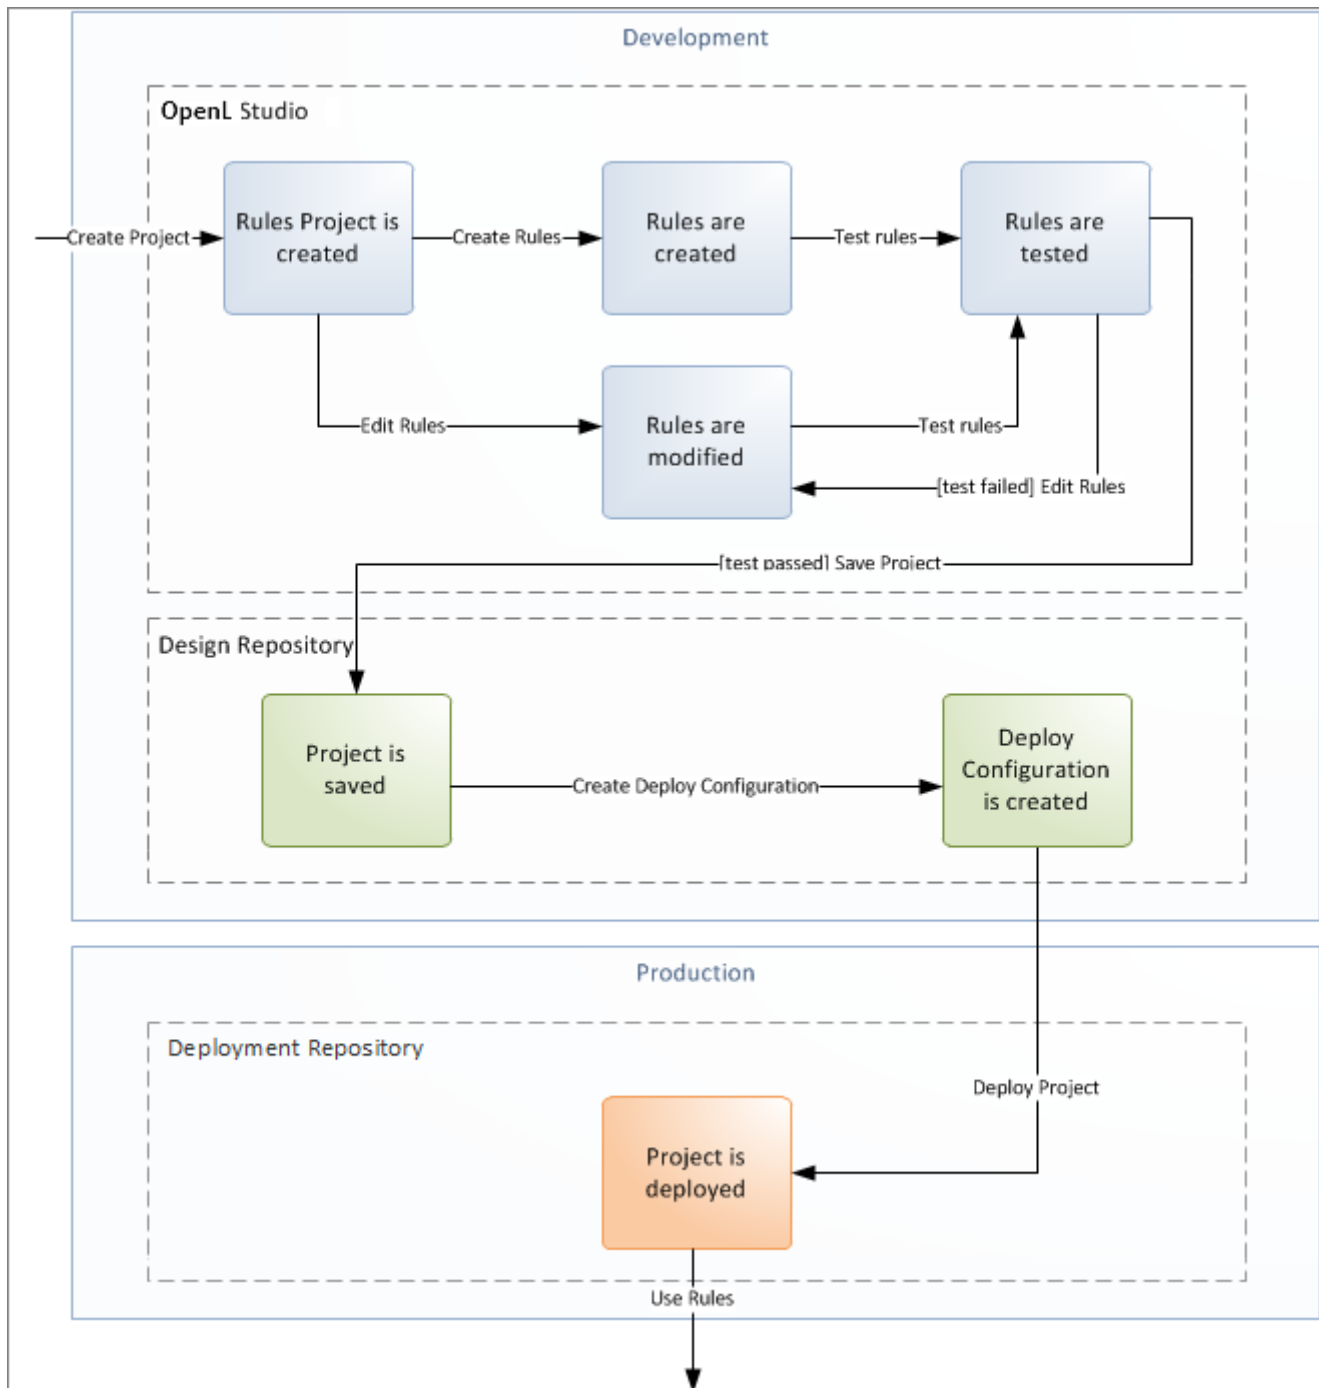 Development
OpenL Studio
Create Project
Rules Project is
created
Create Rules
Rules are
created
Test rules
Rules are
tested
Edit Rules
Rules are
modified
Test rules
[test failed] Edit Rules
[test passed] Save Project
Design Repository
Project is
saved
Create Deploy Configuration
Deploy
Configuration
is created
Production
Deployment Repository
Deploy Project
Project is
deployed
Use Rules